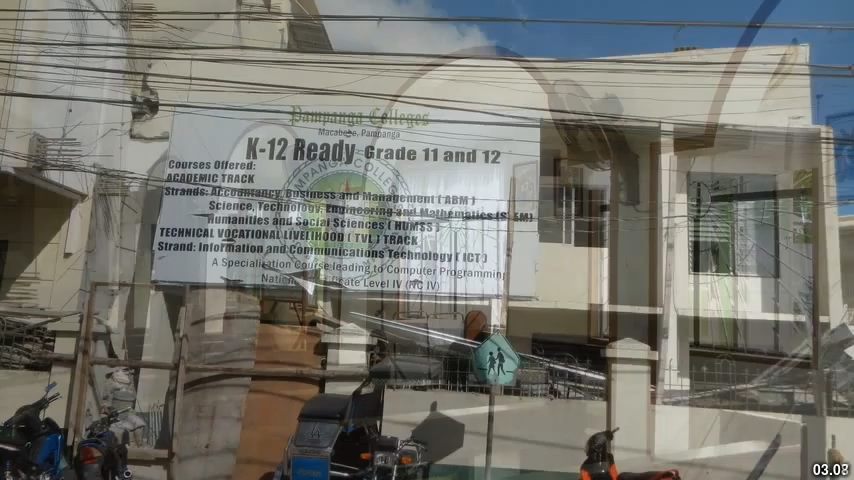 Pampanga Colleges
Macabebe, Pampanga
K-12 Ready Grade 11 and 12
Courses Offered:
ACADEMIC TRACK
Strands: Accountancy, Business and Management ( ABM )
Science, Technology, Engineering and Mathematics (STEM)
Humanities and Social Sciences ( HUMSS )
TECHNICAL VOCATIONAL LIVELIHOOD ( TVL ) TRACK
Strand: Information and Communications Technology ( ICT )
A Specialization Course leading to Computer Programming
National Certificate Level IV (NC IV)